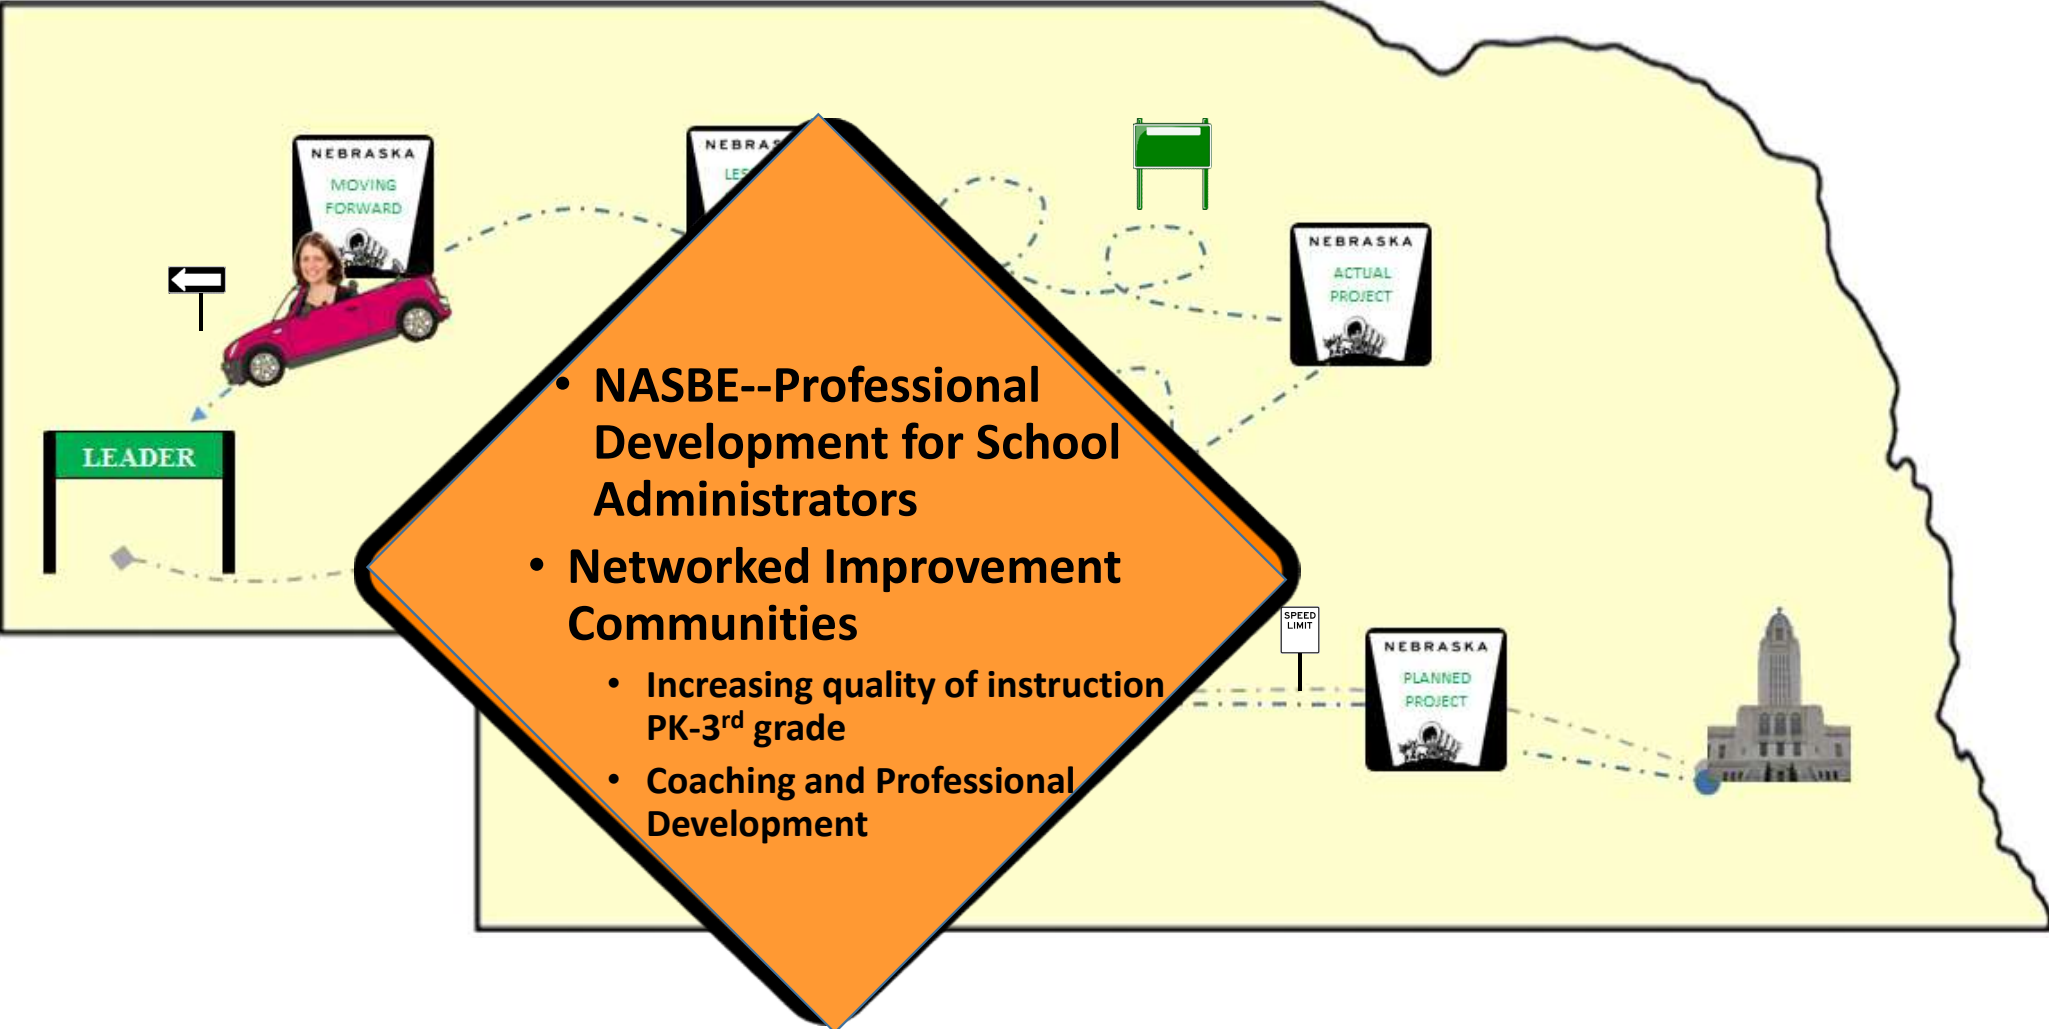 NEBRASKA
MOVING
FORWARD
LEADER
• NASBE--Professional
Development for School
Administrators
• Networked Improvement
Communities
• Increasing quality of instruction
PK-3rd grade
• Coaching and Professional
Development
NEBRASKA
ACTUAL
PROJECT
SPEED
LIMIT
NEBRASKA
PLANNED
PROJECT